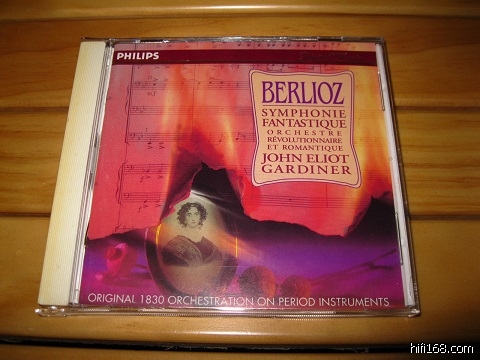 PHILIPS
BERLIOZ
SYMPHONIE
FANTASTIQUE
ORCHESTRE
RÉVOLUTIONNAIRE
ET ROMANTIQUE
JOHN ELIOT
GARDINER
ORIGINAL 1830 ORCHESTRATION ON PERIOD INSTRUMENTS
hifi168.com